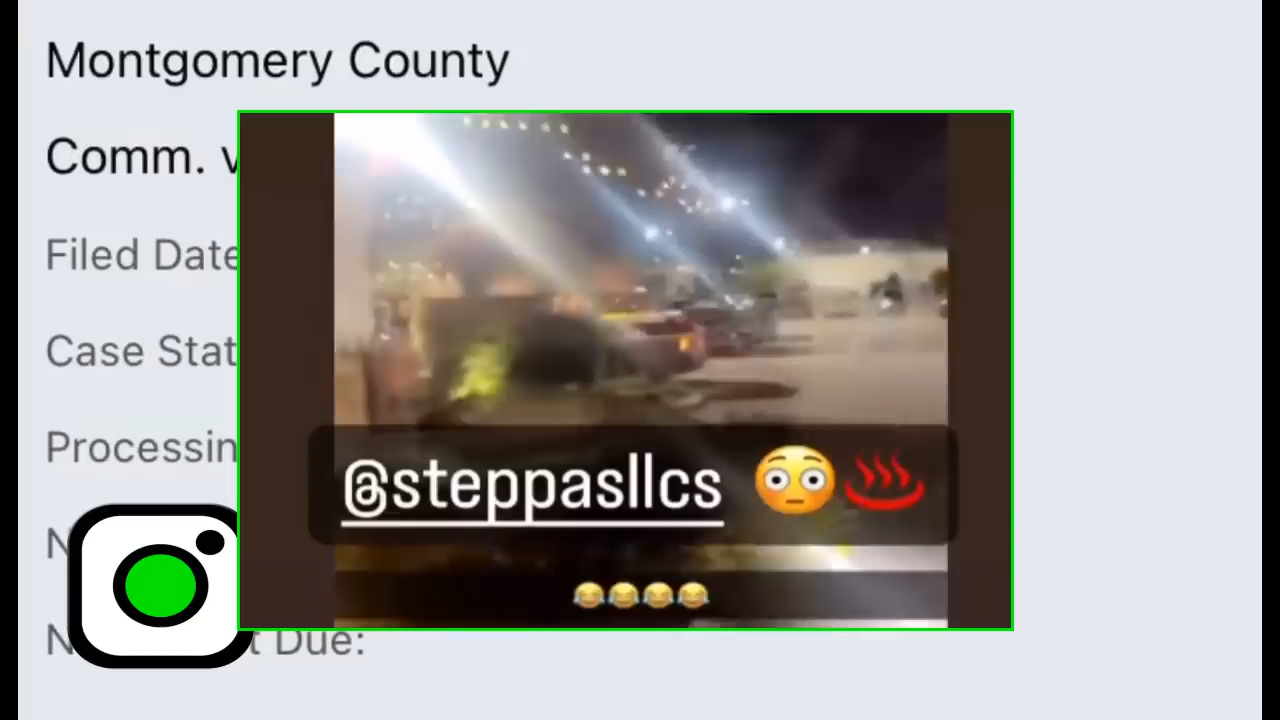 Montgomery County
Comm. v
Filed Date
Case Stat
Processin
N
@steppasllcs 😳♨️
😂😂😂😂
N t Due: